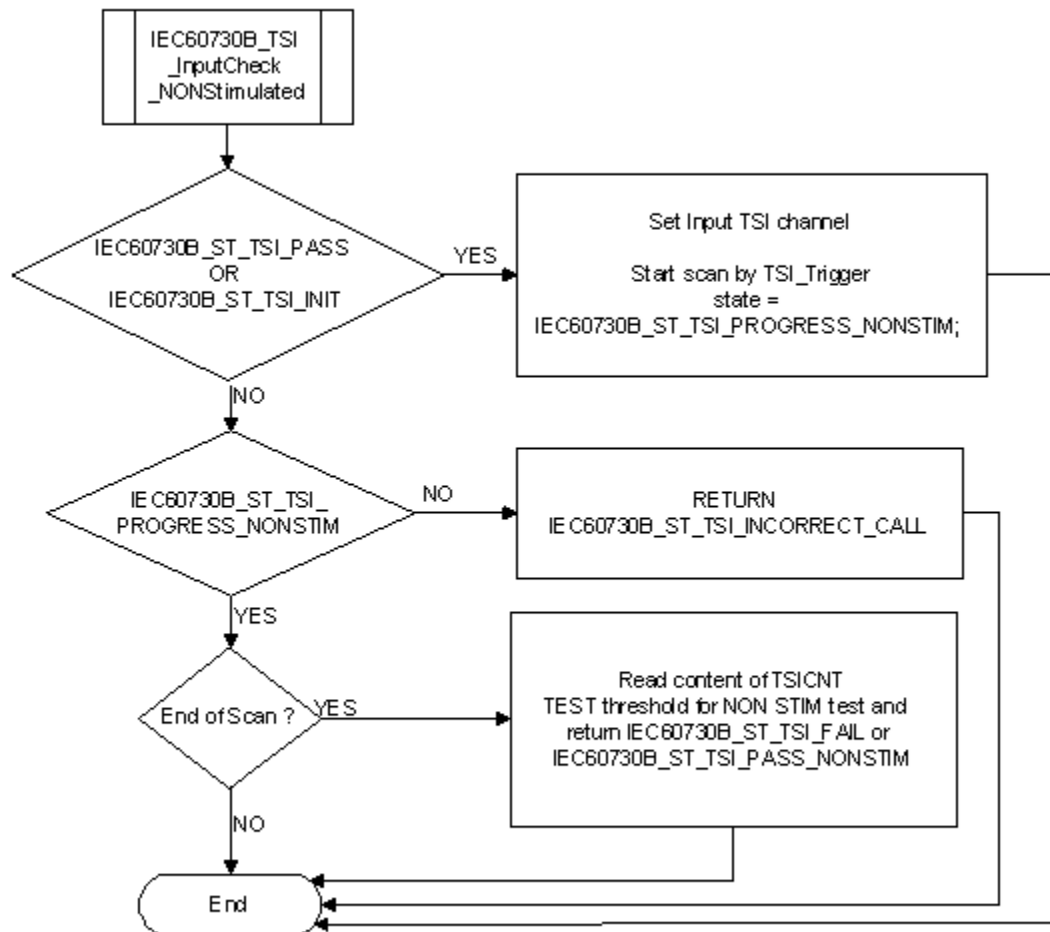 IEC60730B_TSI
_InputCheck
_NONStimulated
IEC60730B_ST_TSI_PASS
OR
IEC60730B_ST_TSI_INIT
YES
Set Input TSI channel
Start scan by TSI_Trigger
state =
IEC60730B_ST_TSI_PROGRESS_NONSTIM;
NO
IEC60730B_ST_TSI_
PROGRESS_NONSTIM
NO
RETURN
IEC60730B_ST_TSI_INCORRECT_CALL
YES
End of Scan ?
YES
Read content of TSICNT
TEST threshold for NON STIM test and
return IEC60730B_ST_TSI_FAIL or
IEC60730B_ST_TSI_PASS_NONSTIM
NO
End